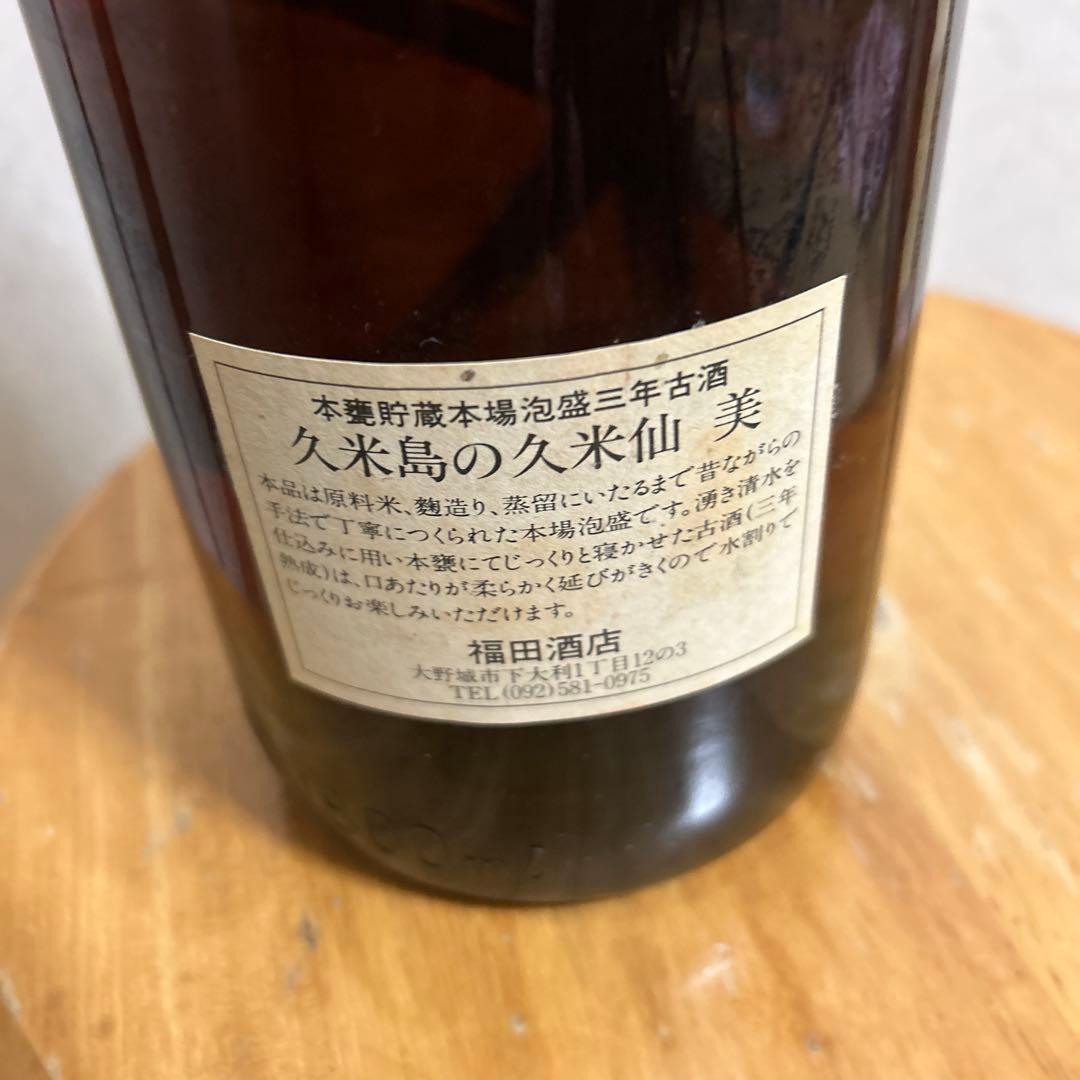 本甕貯蔵本場泡盛三年古酒
久米島の久米仙 美
本品は原料米、麹造り、蒸留にいたるまで昔ながらの
手法で丁寧につくられた本場泡盛です。湧き清水を
仕込みに用い本甕にてじっくりと寝かせた古酒(三年
熟成)は、口あたりが柔らかく延びがきくので水割りで
じっくりお楽しみいただけます。
福田酒店
大野城市下大利1丁目12の3
TEL(092)581-0975